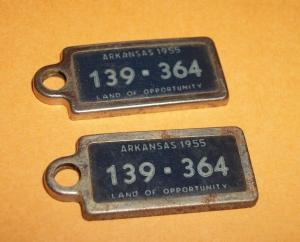 ARKANSAS 1955
139 · 364
LAND OF OPPORTUNITY
ARKANSAS 1955
139 · 364
LAND OF OPPORTUNITY